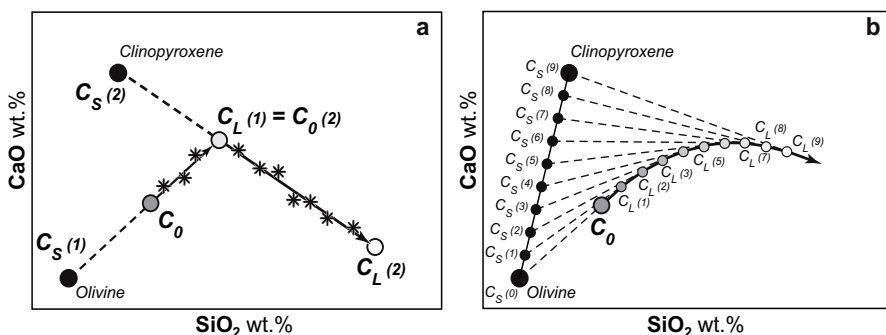 a
Clinopyroxene
C_S (2)
C_L (1) = C_0 (2)
C_0
C_S (1)
C_L (2)
Olivine
CaO wt.%
SiO2 wt.%
b
Clinopyroxene
C_S (9)
C_S (8)
C_S (7)
C_S (6)
C_S (5)
C_S (4)
C_S (3)
C_S (2)
C_S (1)
C_S (0)
C_L (8)
C_L (9)
C_L (7)
C_L (5)
C_L (3)
C_L (2)
C_L (1)
C_0
Olivine
CaO wt.%
SiO2 wt.%